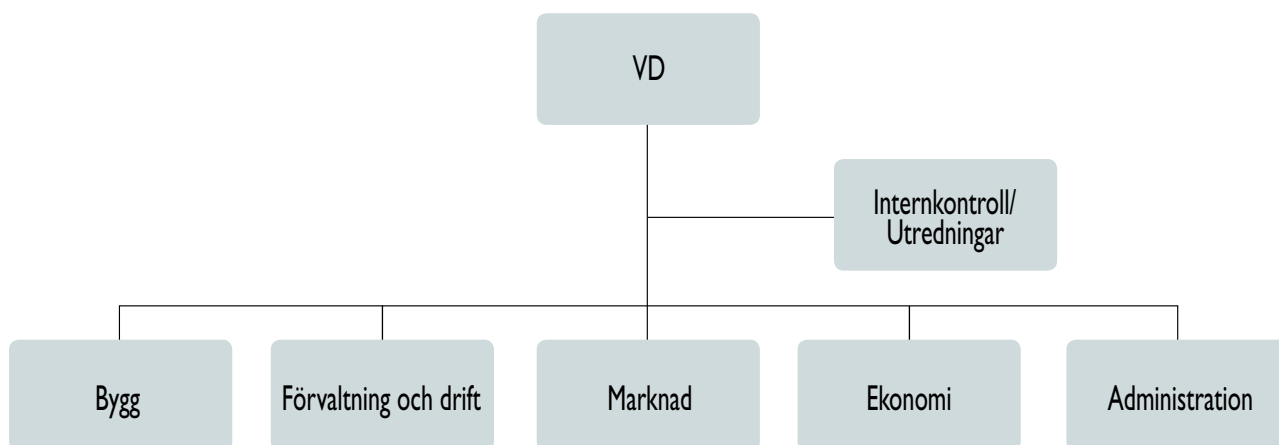 VD
Internkontroll/
Utredningar
Bygg
Förvaltning och drift
Marknad
Ekonomi
Administration